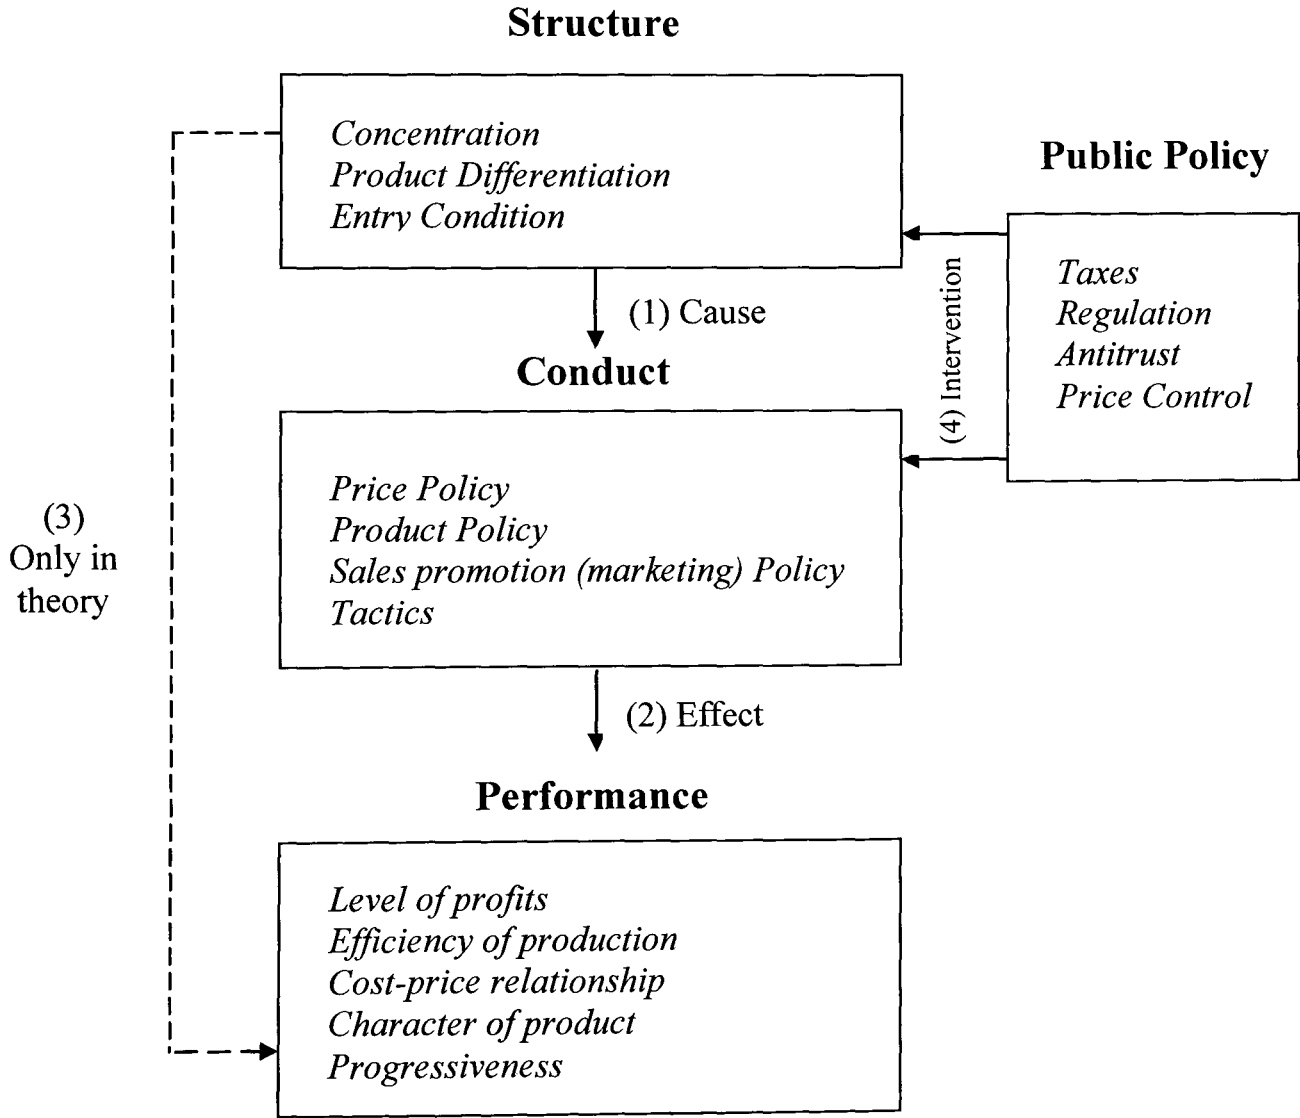 Structure
Concentration
Product Differentiation
Entry Condition
Public Policy
Taxes
Regulation
Antitrust
Price Control
(4) Intervention
(1) Cause
Conduct
Price Policy
Product Policy
Sales promotion (marketing) Policy
Tactics
(3)
Only in
theory
(2) Effect
Performance
Level of profits
Efficiency of production
Cost-price relationship
Character of product
Progressiveness